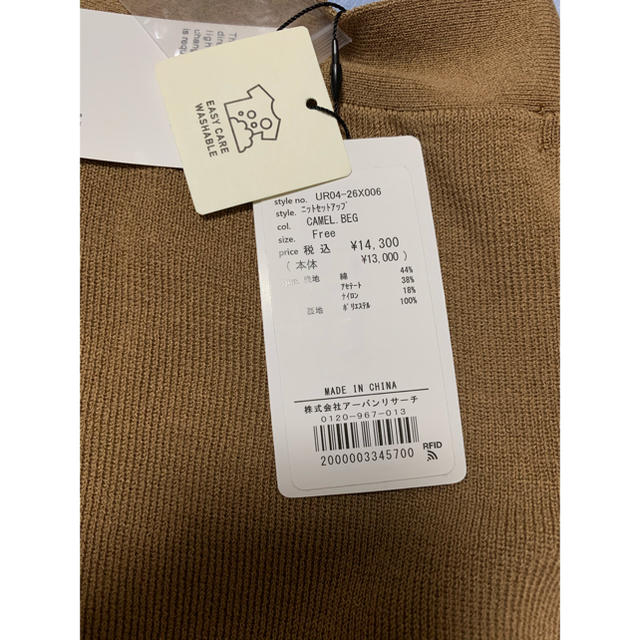 EASY CARE
WASHABLE
style no. UR04-26X006
style. ﾆｯﾄｾｯﾄｱｯﾌﾟ
col. CAMEL.BEG
size. Free
price 税込 ¥14,300
(本体 ¥13,000)
綿 44%
ｱｾﾃｰﾄ 38%
ﾅｲﾛﾝ 18%
ﾎﾟﾘｴｽﾃﾙ 100%
MADE IN CHINA
株式会社アーバンリサーチ
0120-967-013
2000003345700
RFID